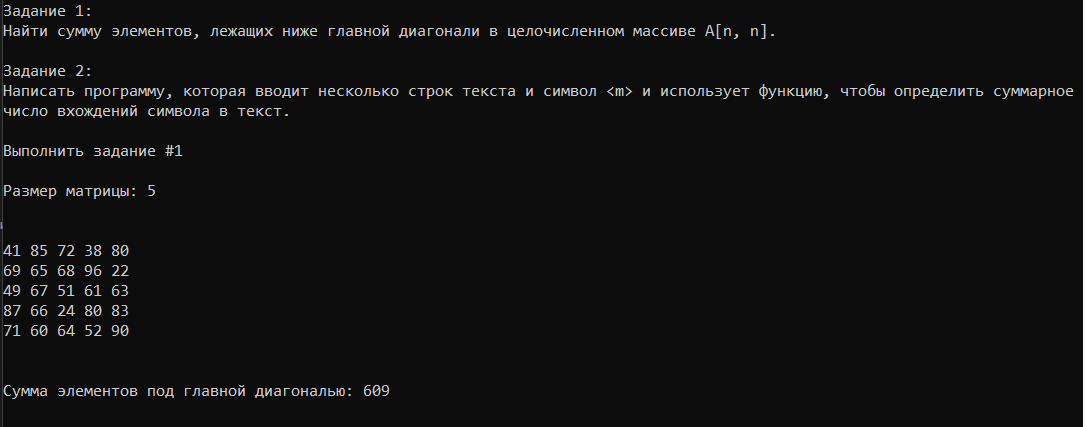 Задание 1:
Найти сумму элементов, лежащих ниже главной диагонали в целочисленном массиве A[n, n].
Задание 2:
Написать программу, которая вводит несколько строк текста и символ <m> и использует функцию, чтобы определить суммарное
число вхождений символа в текст.
Выполнить задание #1
Размер матрицы: 5
41 85 72 38 80
69 65 68 96 22
49 67 51 61 63
87 66 24 80 83
71 60 64 52 90
Сумма элементов под главной диагональю: 609